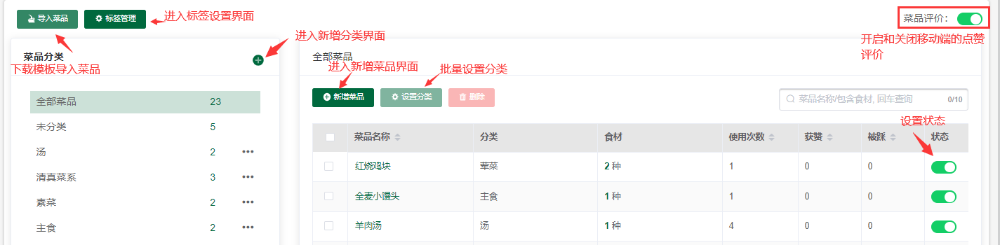 导入菜品
标签管理
进入标签设置界面
菜品评价：
开启和关闭移动端的点赞
评价
进入新增分类界面
菜品分类
下载模板导入菜品
全部菜品 23
未分类 5
汤 2
清真菜系 3
素菜 2
主食 2
全部菜品
进入新增菜品界面
批量设置分类
新增菜品
设置分类
删除
菜品名称/包含食材, 回车查询 0/10
设置状态
菜品名称 分类 食材 使用次数 获赞 被踩 状态
红烧鸡块 荤菜 2 种 1 0 0
全麦小馒头 主食 1 种 1 0 0
羊肉汤 汤 1 种 4 0 0